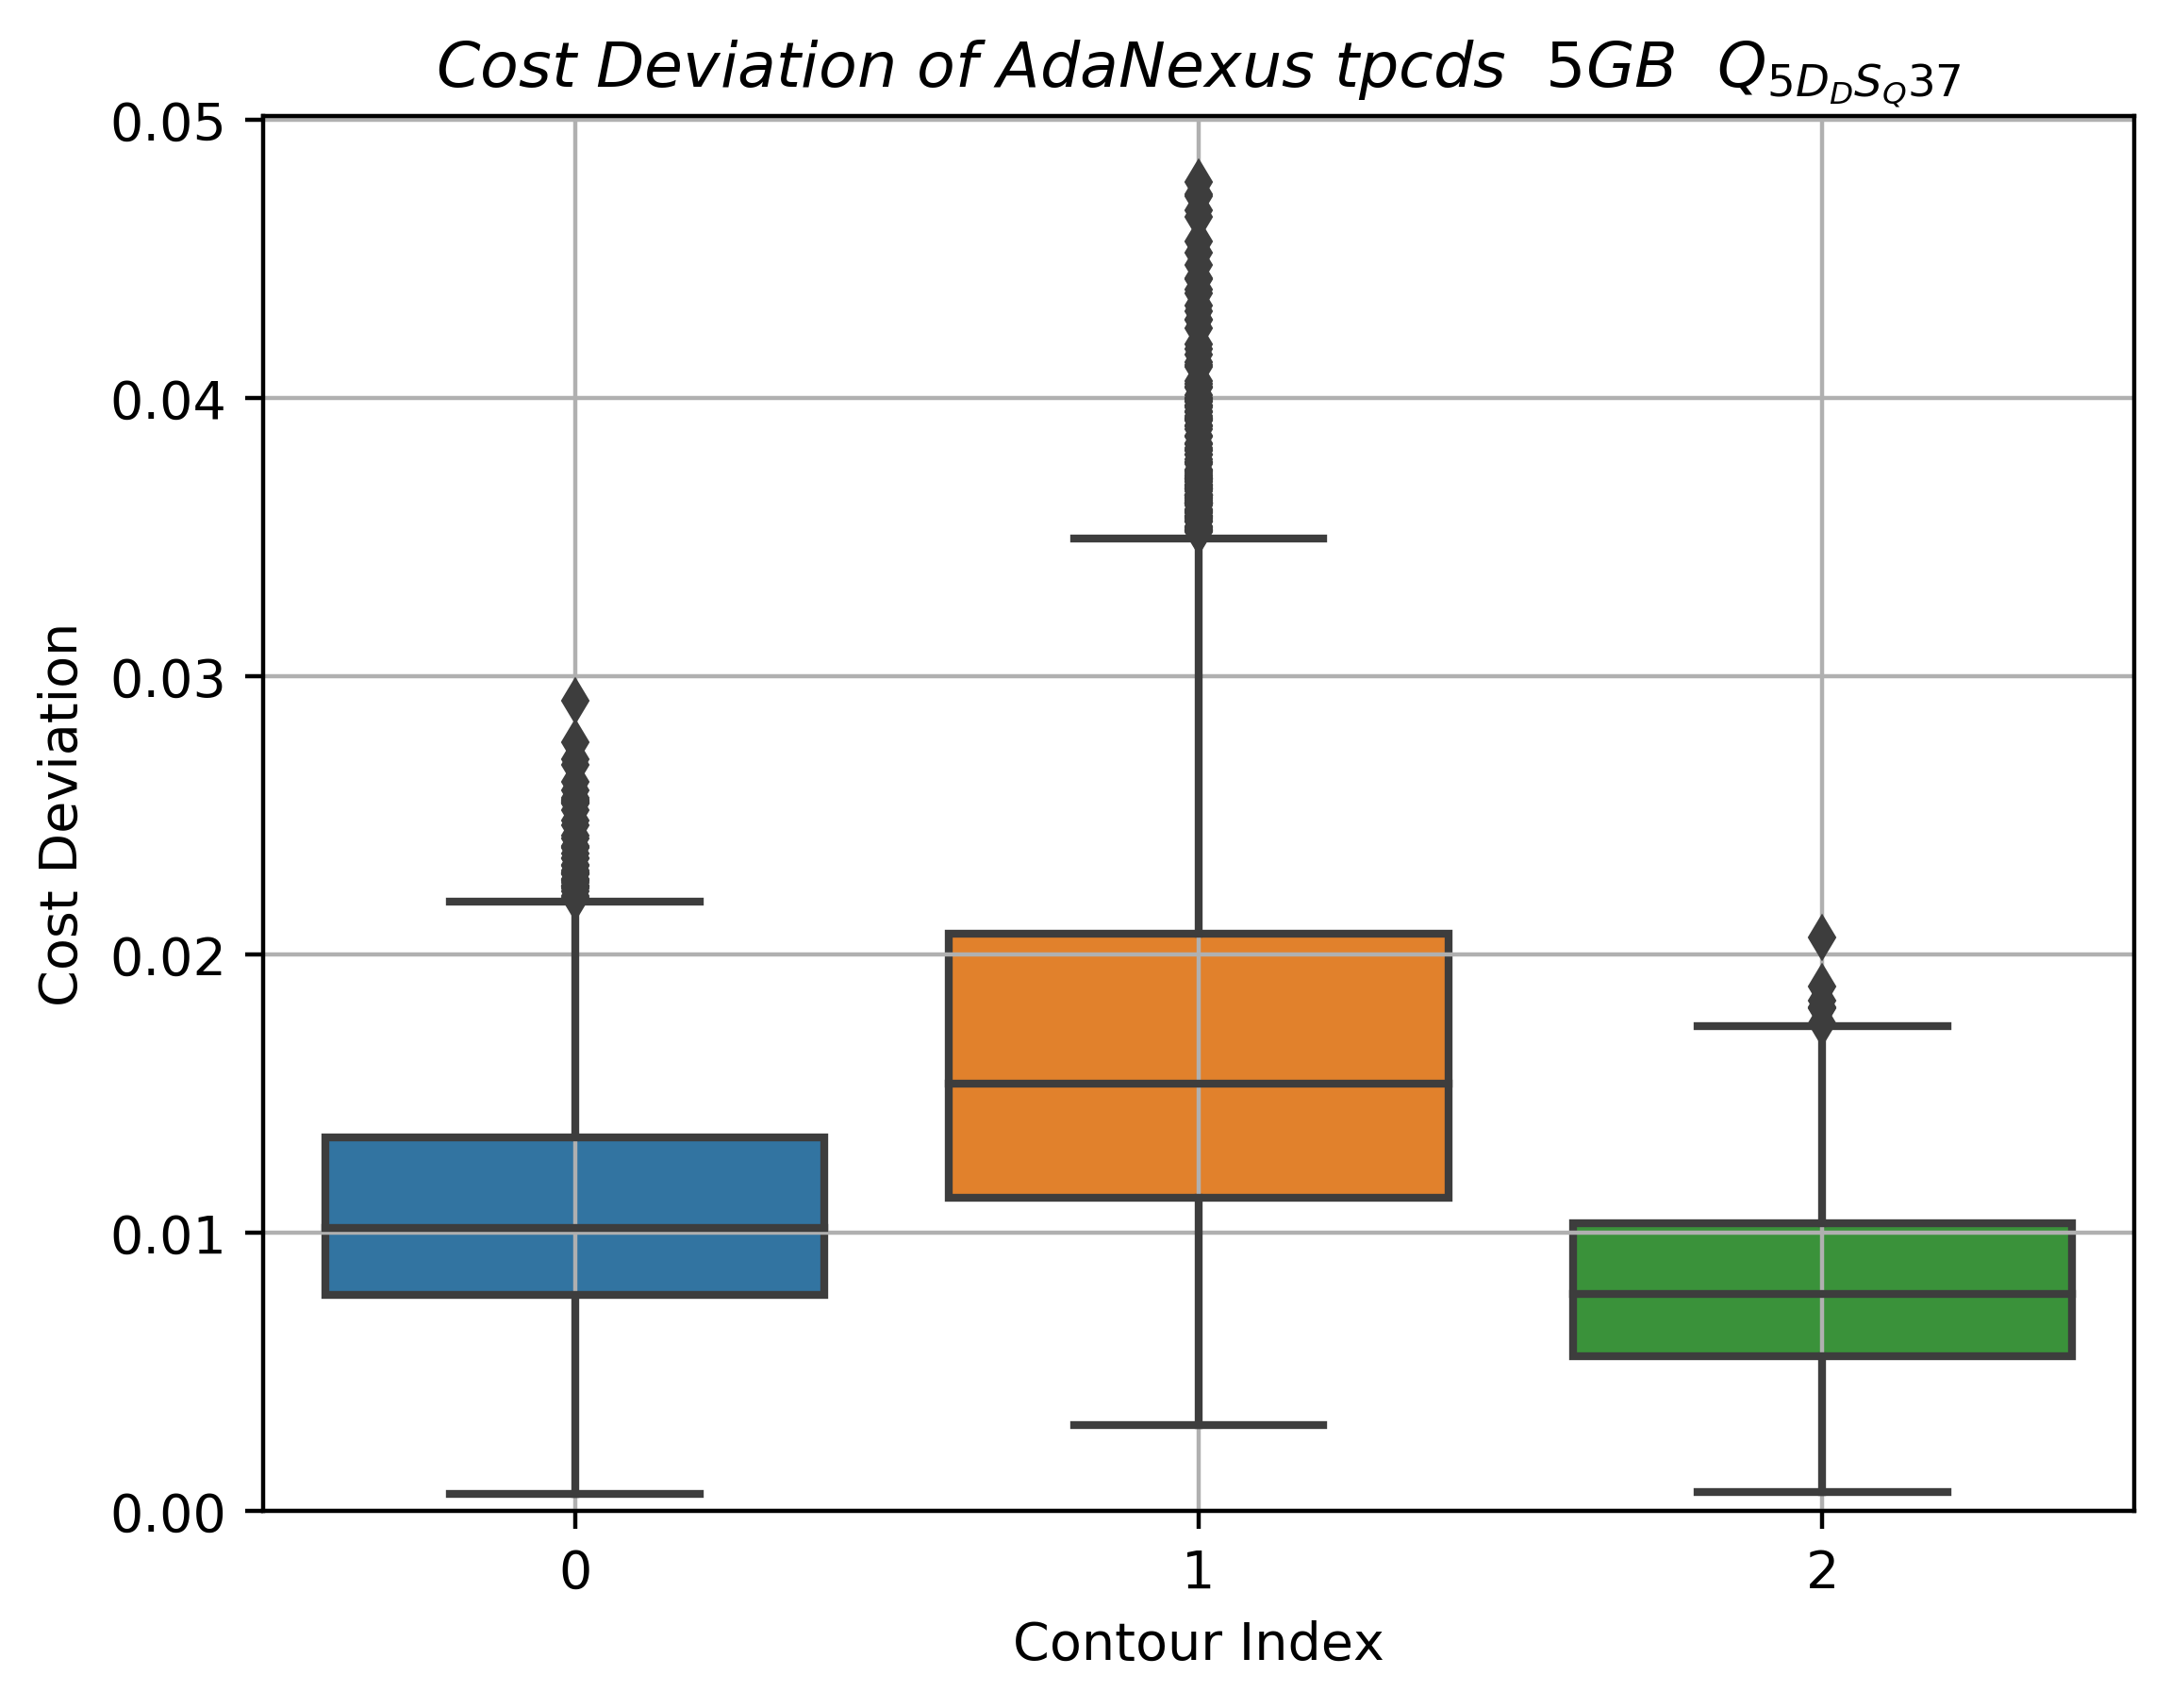 Cost Deviation of AdaNexus tpcds 5GB Q5DDSQ37
0.05
0.04
0.03
0.02
0.01
0.00
Cost Deviation
0 1 2
Contour Index